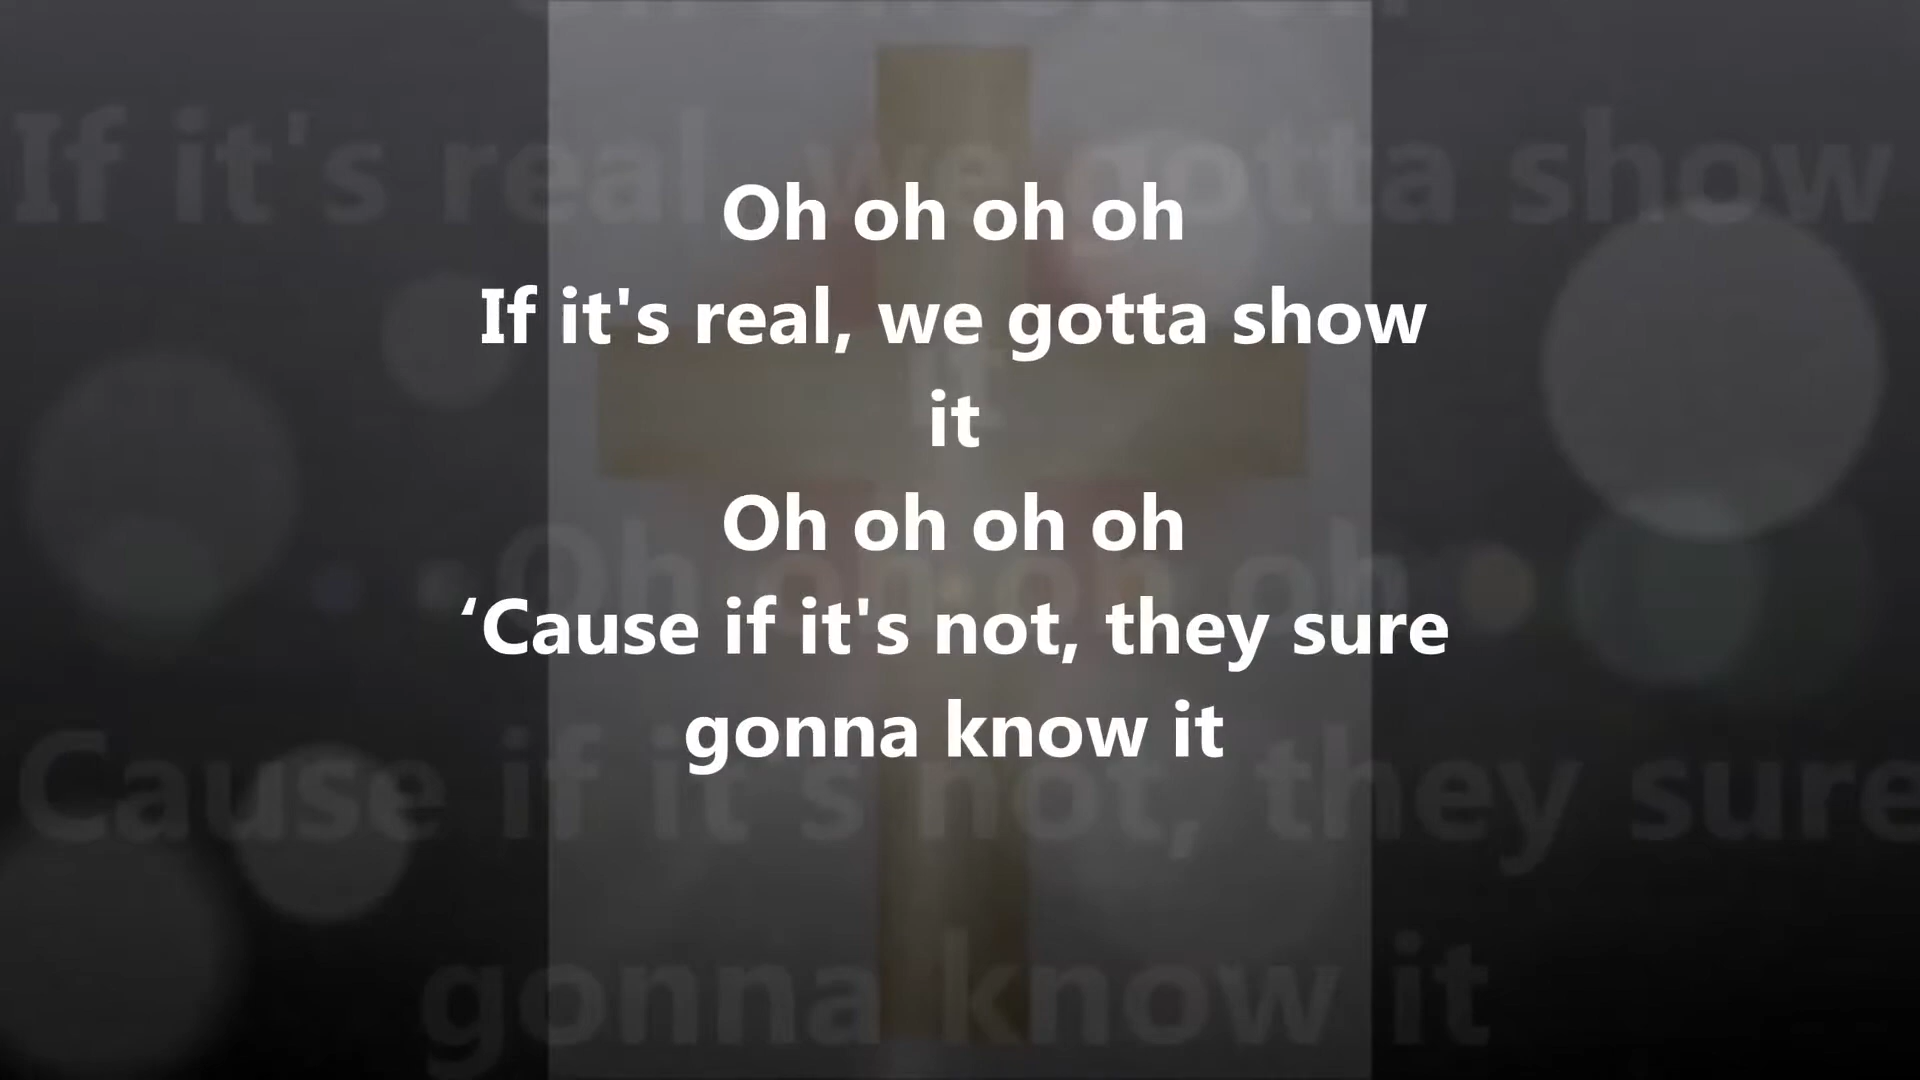 Oh oh oh oh
If it's real, we gotta show
it
Oh oh oh oh
‘Cause if it's not, they sure
gonna know it